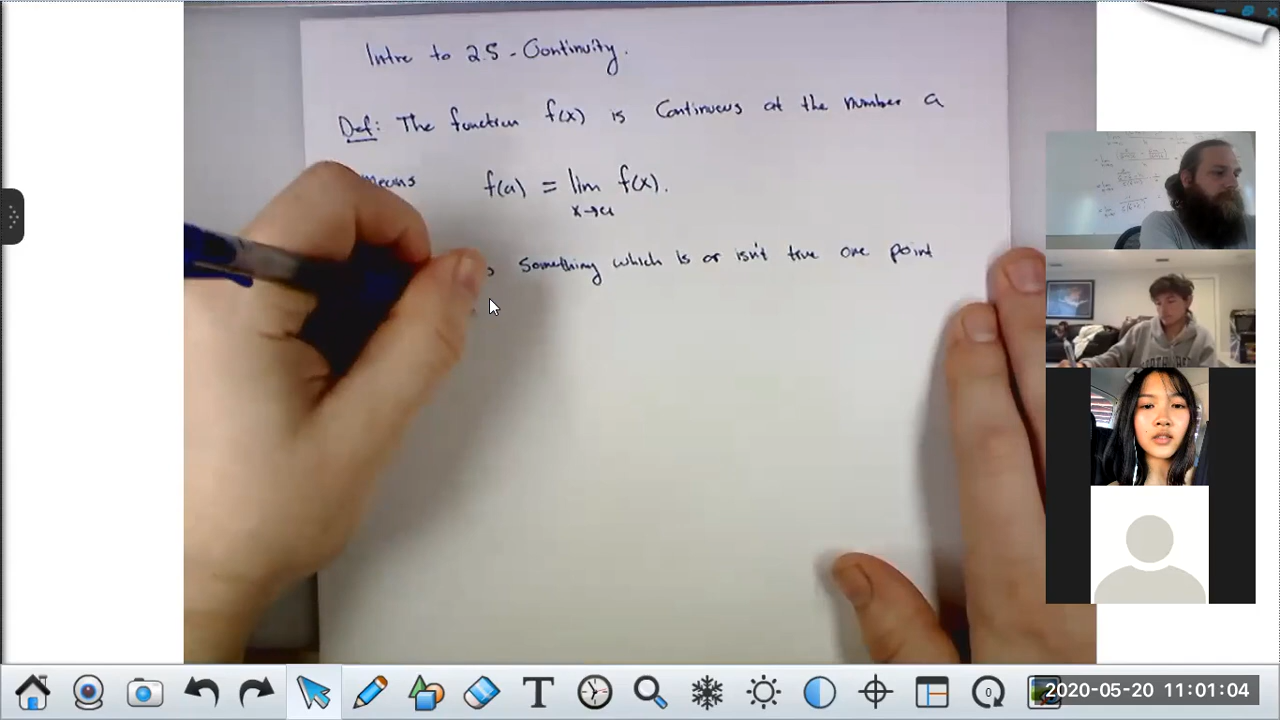 Intro to 2.5 - Continuity.
Def: The function f(x) is Continuous at the number a
means f(a) = lim f(x).
x→a
Something which is or isn't true one point
T
0
2020-05-20 11:01:04